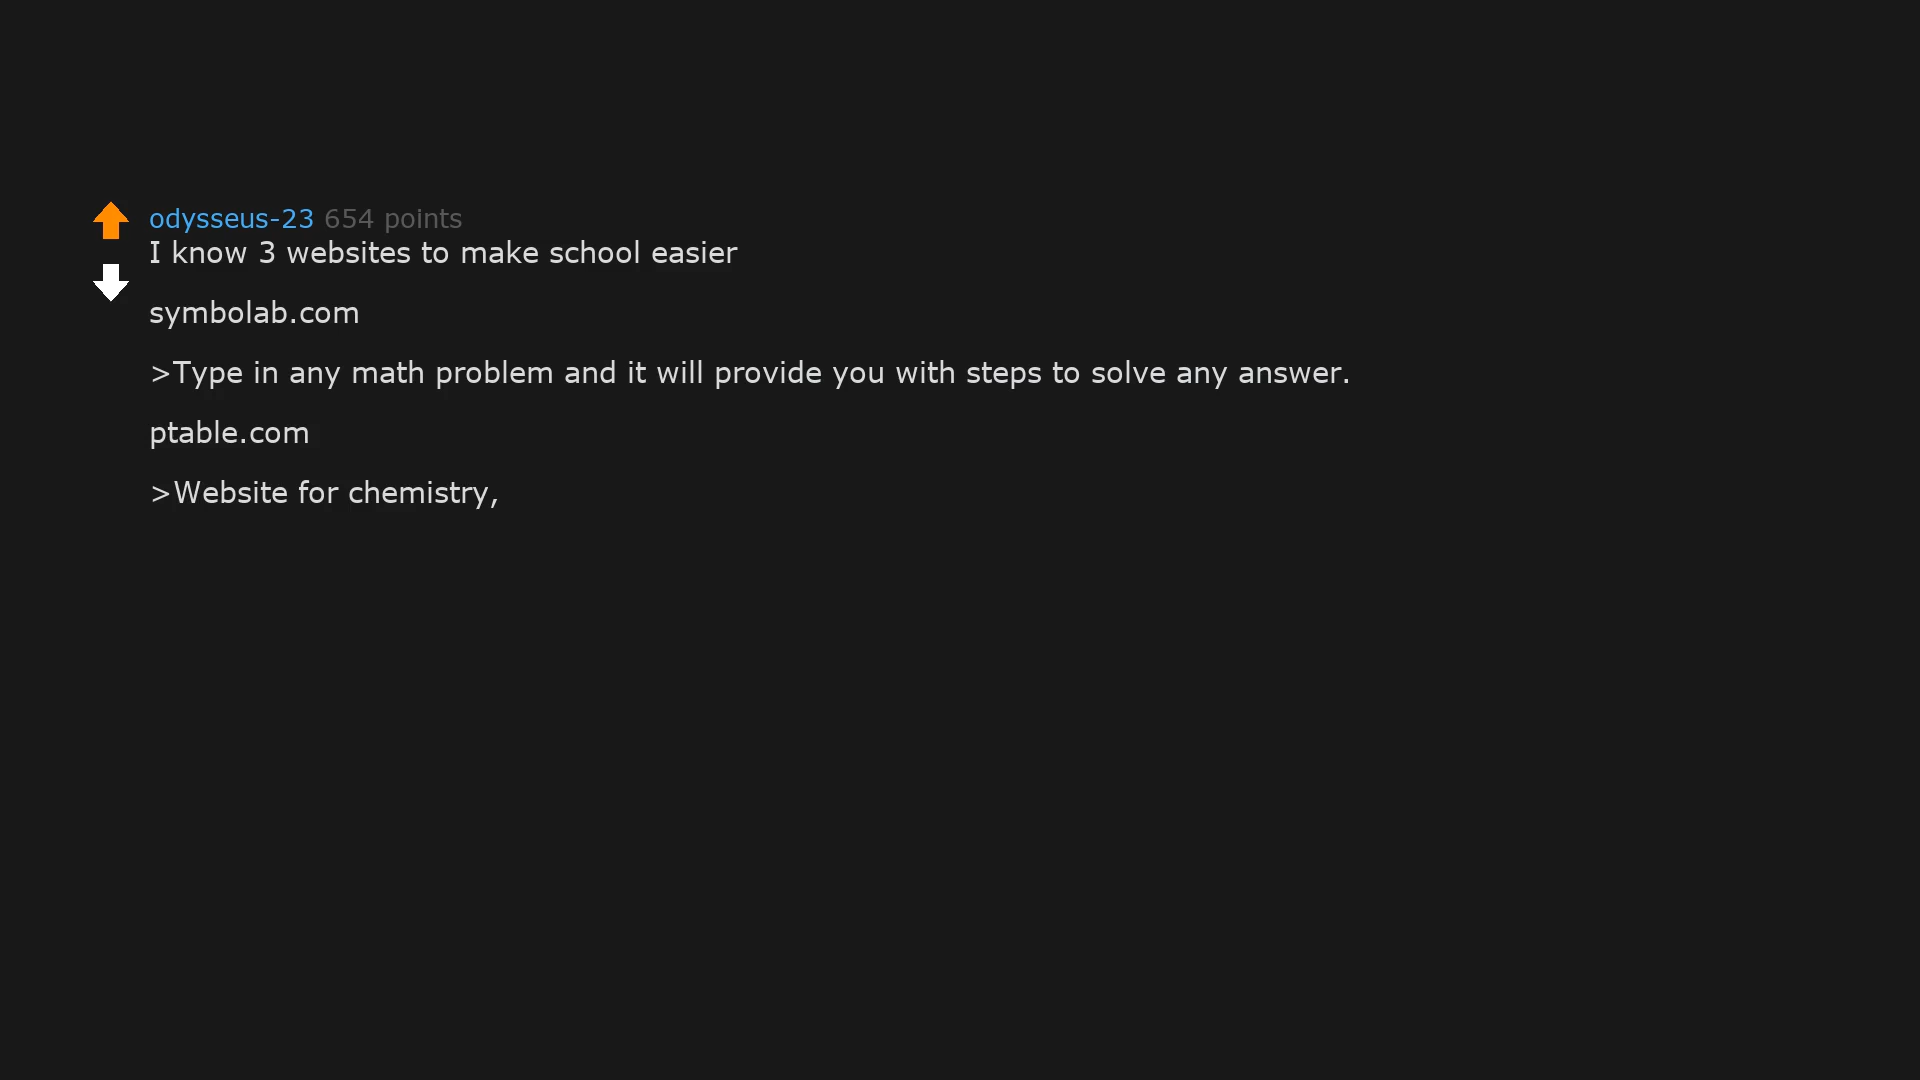 odysseus-23 654 points
I know 3 websites to make school easier
symbolab.com
>Type in any math problem and it will provide you with steps to solve any answer.
ptable.com
>Website for chemistry,